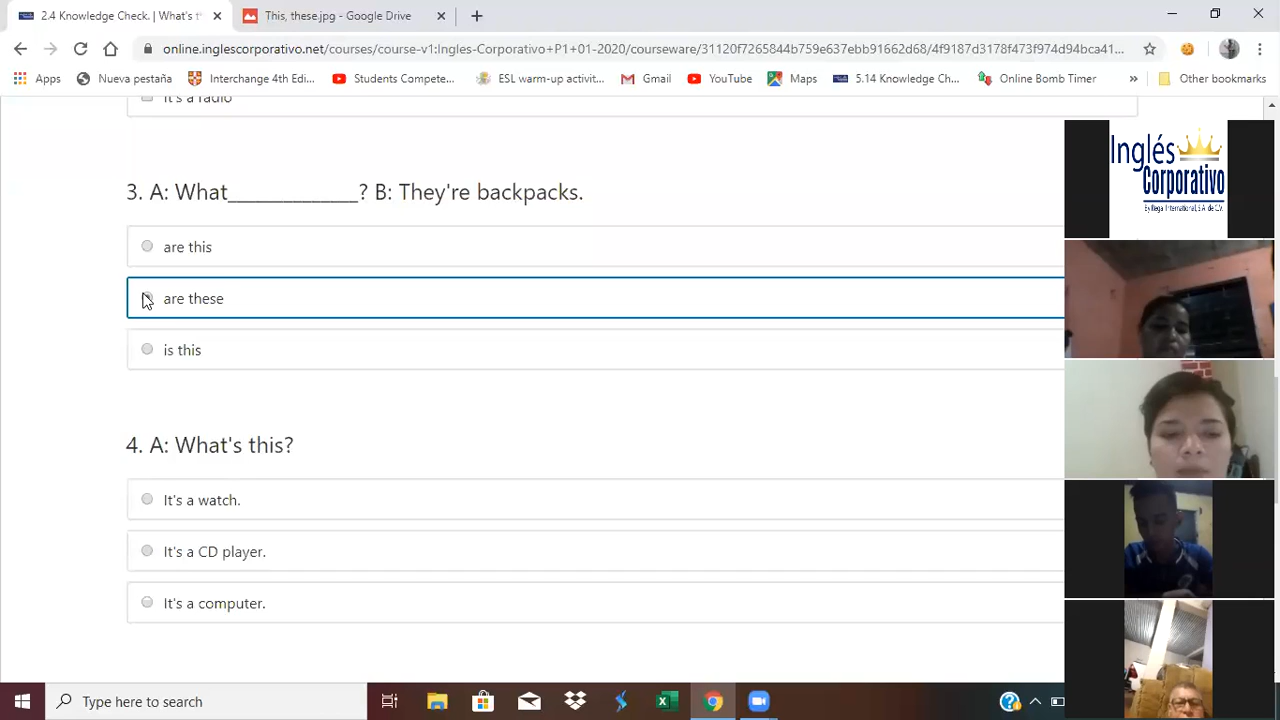 2.4 Knowledge Check. | What's t
This, these.jpg - Google Drive
online.inglescorporativo.net/courses/course-v1:Ingles-Corporativo+P1+01-2020/courseware/31120f7265844b759e637ebb91662d68/4f9187d3178f473f974d94bca41...
Apps
Nueva pestaña
Interchange 4th Edi...
Students Compete...
ESL warm-up activit...
Gmail
YouTube
Maps
5.14 Knowledge Ch...
Online Bomb Timer
»
Other bookmarks
It's a radio
3. A: What______________? B: They're backpacks.
are this
are these
is this
4. A: What's this?
It's a watch.
It's a CD player.
It's a computer.
Inglés
Corporativo
Type here to search